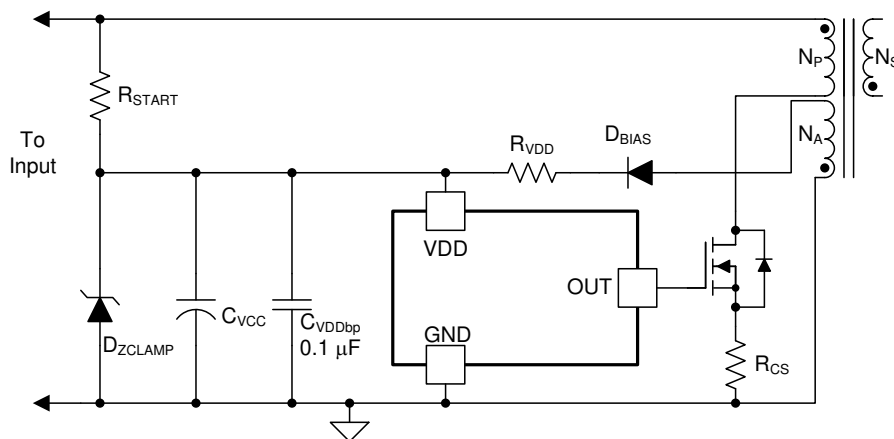 NP
NS
RSTART
To
Input
DBIAS
NA
RVDD
VDD
OUT
CVCC
CVDDbp
0.1 µF
GND
DZCLAMP
RCS